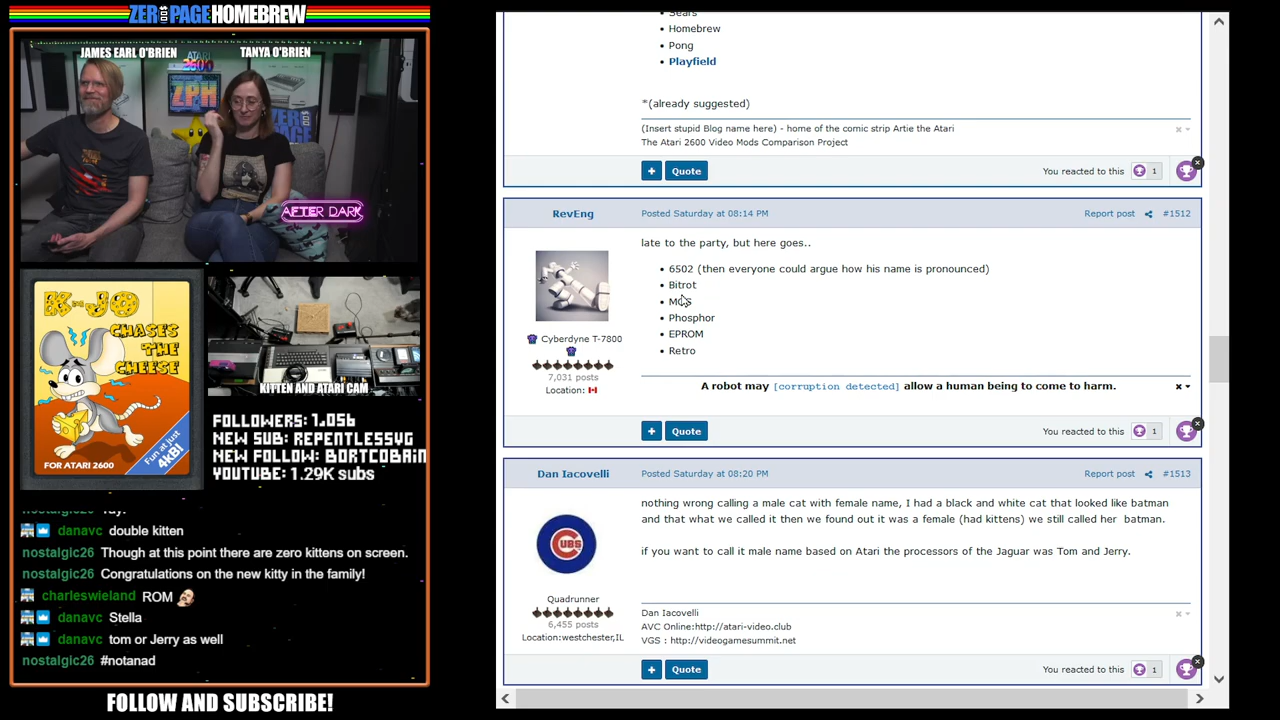 ZERO PAGE HOMEBREW
JAMES EARL O'BRIEN
TANYA O'BRIEN
ATARI
2600
ZPH
AFTER DARK
K-JO
CHASES
THE
CHEESE
Fun at just
4kB!
FOR ATARI 2600
KITTEN AND ATARI CAM
FOLLOWERS: 1,056
NEW SUB: REPENTLESSVG
NEW FOLLOW: BORTCOBAIN
YOUTUBE: 1.29K subs
danavc double kitten
nostalgic26 Though at this point there are zero kittens on screen.
nostalgic26 Congratulations on the new kitty in the family!
charleswieland ROM
danavc Stella
danavc tom or Jerry as well
nostalgic26 #notanad
FOLLOW AND SUBSCRIBE!
Sears
Homebrew
Pong
Playfield
*(already suggested)
(Insert stupid Blog name here) - home of the comic strip Artie the Atari
The Atari 2600 Video Mods Comparison Project
+ Quote
You reacted to this 1
RevEng
Posted Saturday at 08:14 PM
Report post #1512
Cyberdyne T-7800
7,031 posts
Location:
late to the party, but here goes..
• 6502 (then everyone could argue how his name is pronounced)
• Bitrot
• MOS
• Phosphor
• EPROM
• Retro
A robot may [corruption detected] allow a human being to come to harm.
+ Quote
You reacted to this 1
Dan Iacovelli
Posted Saturday at 08:20 PM
Report post #1513
CUBS
Quadrunner
6,455 posts
Location:westchester,IL
nothing wrong calling a male cat with female name, I had a black and white cat that looked like batman
and that what we called it then we found out it was a female (had kittens) we still called her batman.
if you want to call it male name based on Atari the processors of the Jaguar was Tom and Jerry.
Dan Iacovelli
AVC Online:http://atari-video.club
VGS : http://videogamesummit.net
+ Quote
You reacted to this 1